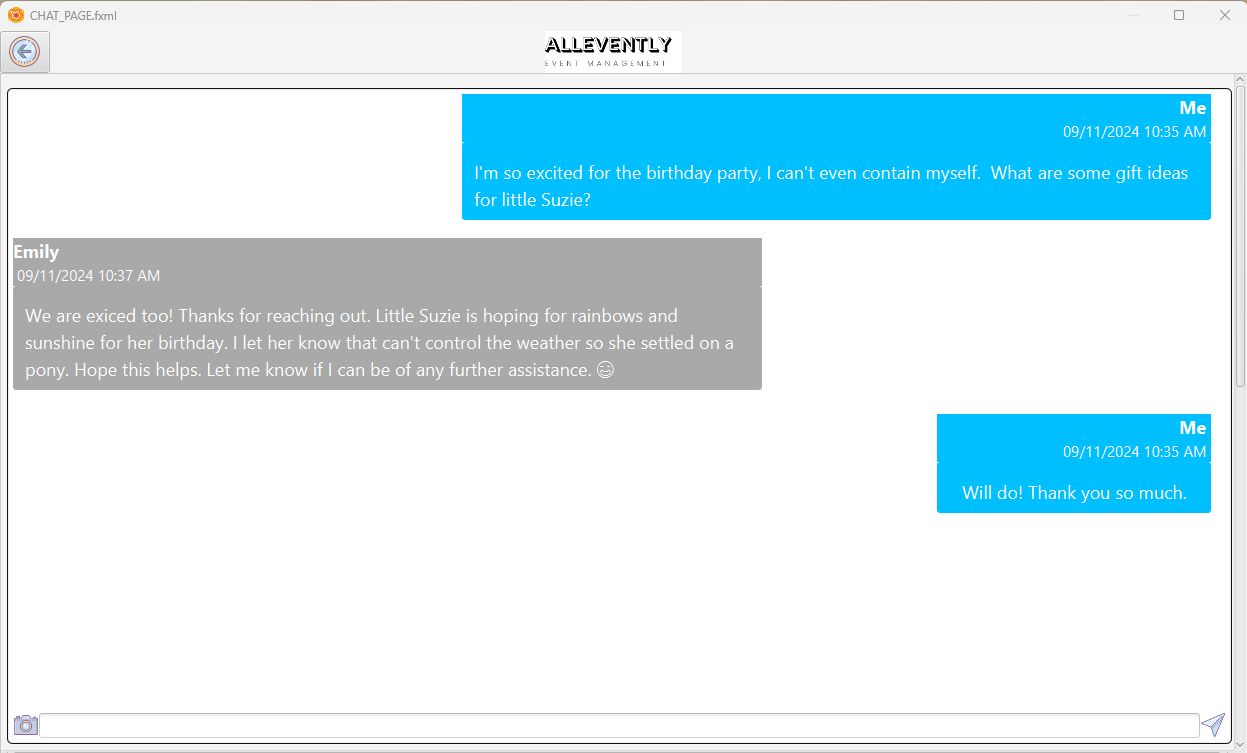 CHAT_PAGE.fxml
ALLEVENTLY
EVENT MANAGEMENT
Me
09/11/2024 10:35 AM
I'm so excited for the birthday party, I can't even contain myself.  What are some gift ideas
for little Suzie?
Emily
09/11/2024 10:37 AM
We are exiced too! Thanks for reaching out. Little Suzie is hoping for rainbows and
sunshine for her birthday. I let her know that can't control the weather so she settled on a
pony. Hope this helps. Let me know if I can be of any further assistance. 😄
Me
09/11/2024 10:35 AM
Will do! Thank you so much.